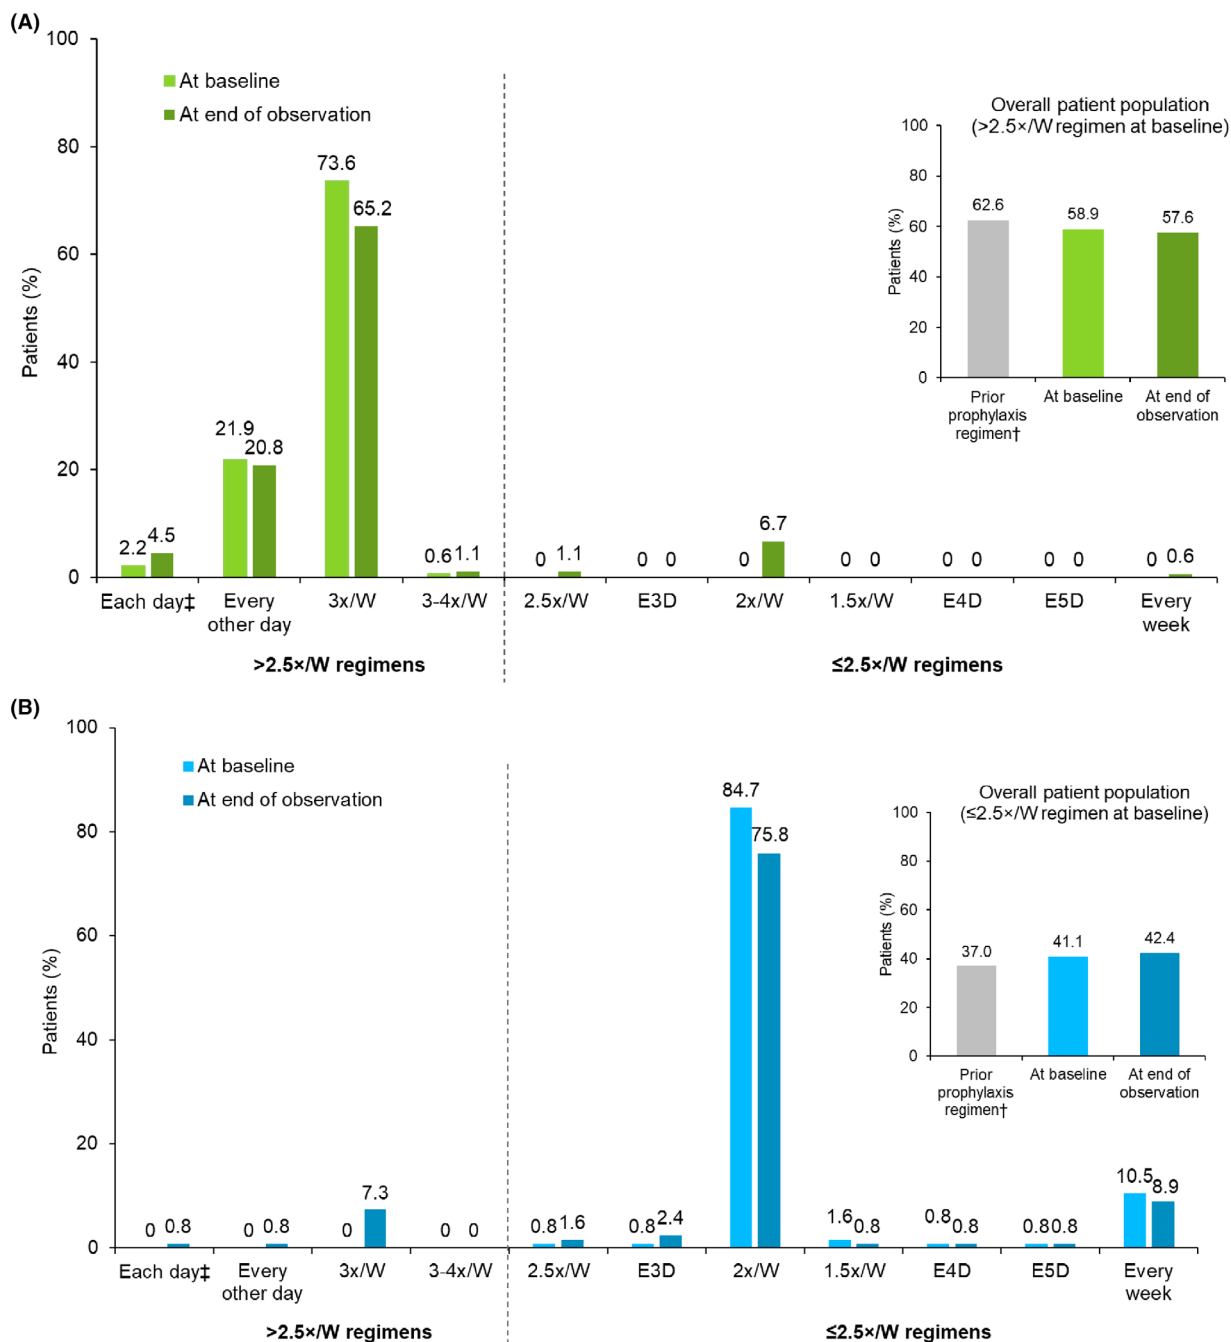 (A)
100
80
60
40
20
0
Patients (%)
At baseline
At end of observation
2.2
4.5
21.9
20.8
73.6
65.2
0.6
1.1
0
1.1
0
0
0
6.7
0
0
0
0
0
0
0
0.6
Each day‡
Every
other day
3x/W
3-4x/W
2.5x/W
E3D
2x/W
1.5x/W
E4D
E5D
Every
week
>2.5×/W regimens
≤2.5×/W regimens
Overall patient population
(>2.5×/W regimen at baseline)
100
80
60
40
20
0
Patients (%)
62.6
58.9
57.6
Prior
prophylaxis
regimen†
At baseline
At end of
observation
(B)
100
80
60
40
20
0
Patients (%)
At baseline
At end of observation
0
0.8
0
0.8
0
7.3
0
0
0.8
1.6
0.8
2.4
84.7
75.8
1.6
0.8
0.8
0.8
0.8
0.8
10.5
8.9
Each day‡
Every
other day
3x/W
3-4x/W
2.5x/W
E3D
2x/W
1.5x/W
E4D
E5D
Every
week
>2.5×/W regimens
≤2.5×/W regimens
Overall patient population
(≤2.5×/W regimen at baseline)
100
80
60
40
20
0
Patients (%)
37.0
41.1
42.4
Prior
prophylaxis
regimen†
At baseline
At end of
observation